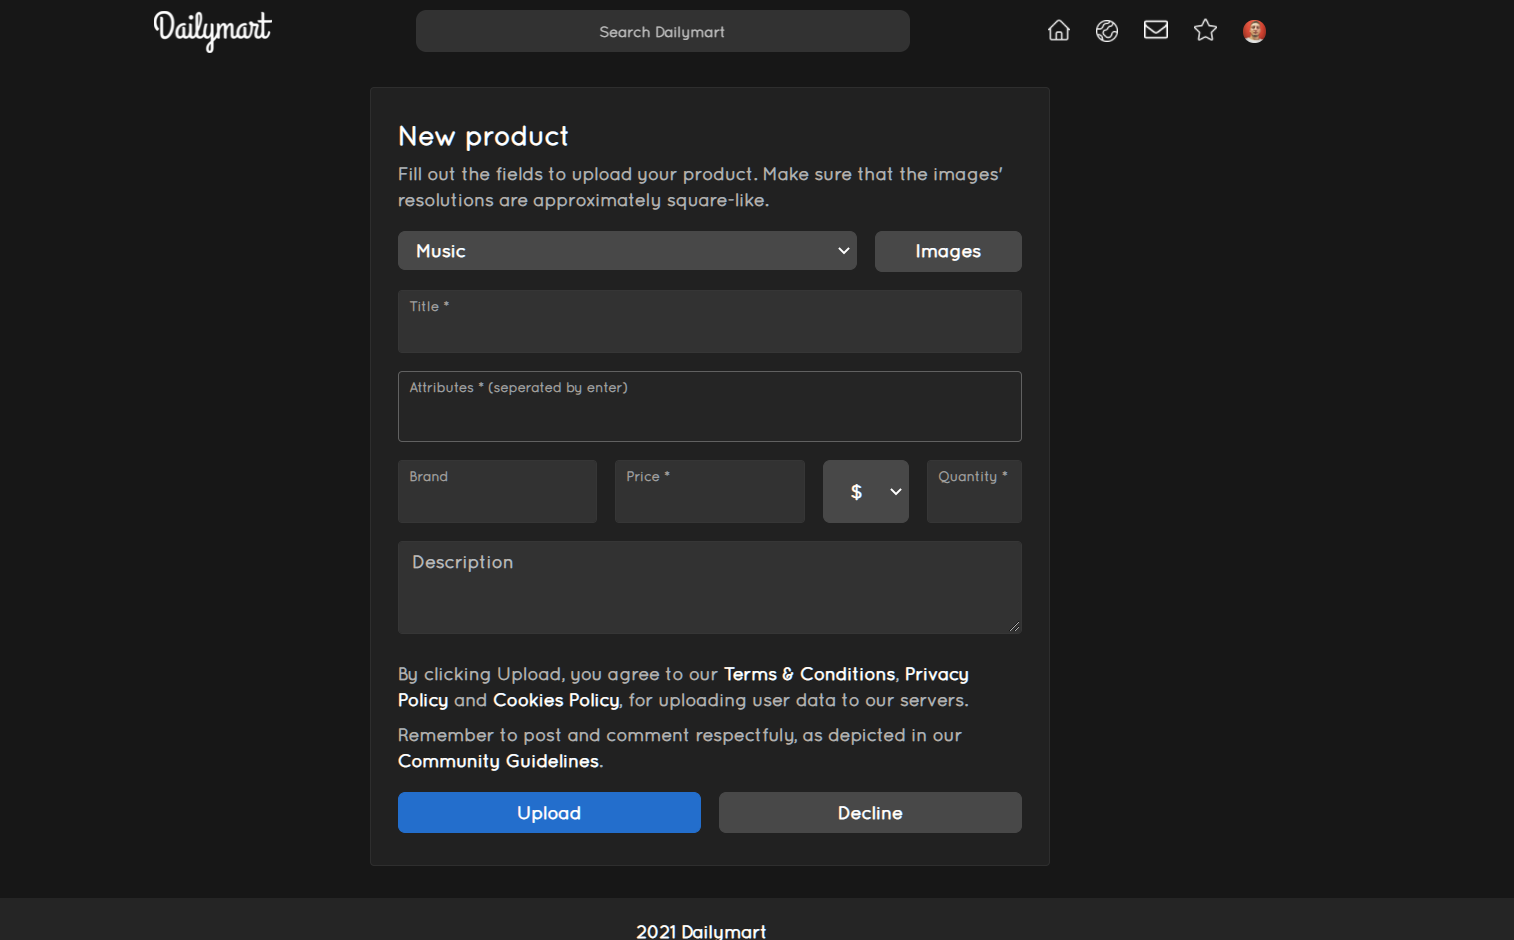 Dailymart
Search Dailymart
New product
Fill out the fields to upload your product. Make sure that the images'
resolutions are approximately square-like.
Music
Images
Title *
Attributes * (seperated by enter)
Brand
Price *
$
Quantity *
Description
By clicking Upload, you agree to our Terms & Conditions, Privacy
Policy and Cookies Policy, for uploading user data to our servers.
Remember to post and comment respectfuly, as depicted in our
Community Guidelines.
Upload
Decline
2021 Dailymart